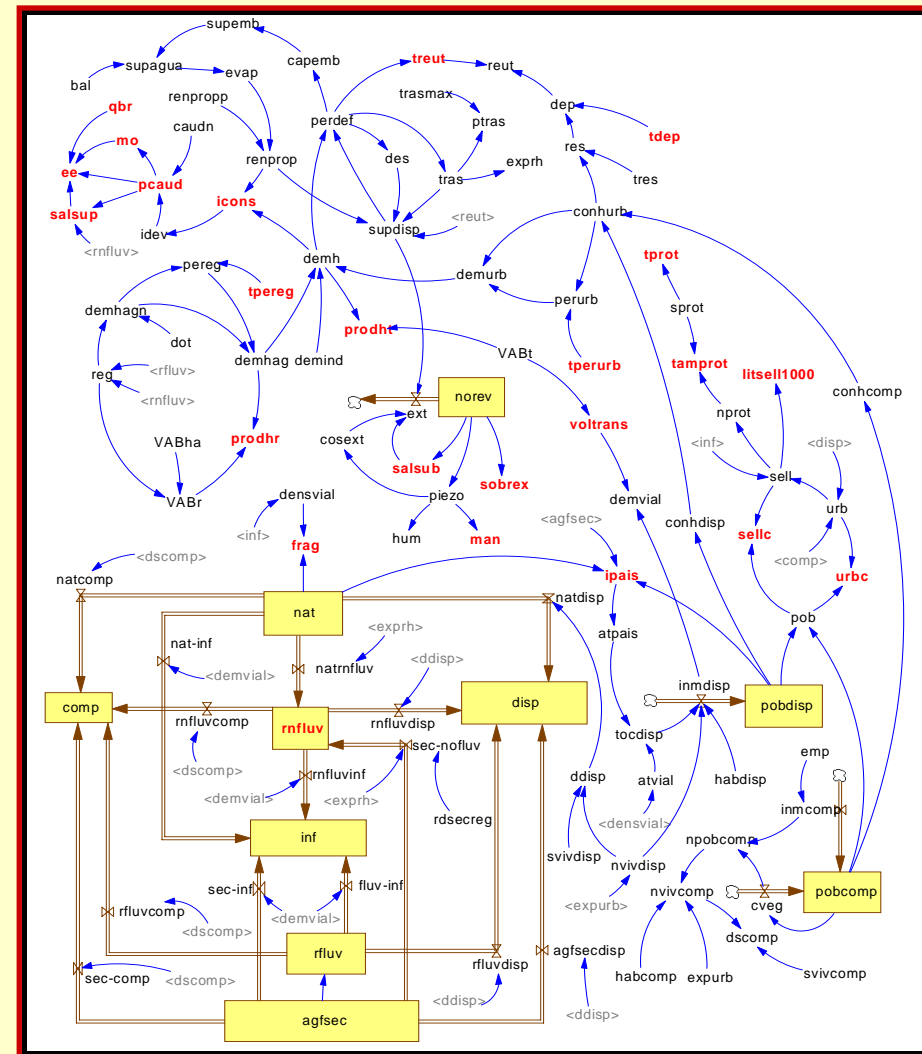 supemb
capemb
treut
reut
supagua
evap
bal
renpropp
trasmax
dep
qbr
caudn
perdef
ptras
tdep
mo
renprop
des
exprh
res
ee
pcaud
tras
tres
icons
salsup
conhurb
idev
supdisp
<reut>
<rnfluv>
pereg
demh
demurb
tprot
tpereg
perurb
sprot
demhagn
prodht
dot
VABt
demhag
demind
tperurb
tamprot
litsell1000
reg
<rfluv>
conhcomp
<rnfluv>
norev
nprot
ext
voltrans
<inf>
<disp>
VABha
prodhr
cosext
salsub
sell
sobrex
piezo
demvial
urb
VABr
densvial
conhdisp
<inf>
hum
man
<agfsec>
sellc
<comp>
frag
<dscomp>
ipais
urbc
natcomp
nat
natdisp
pob
<exprh>
atpais
nat-inf
natrnfluv
<ddisp>
<demvial>
inmdisp
comp
disp
pobdisp
rnfluvcomp
rnfluv
rnfluvdisp
tocdisp
sec-nofluv
emp
<dscomp>
rnfluvinf
ddisp
atvial
habdisp
<demvial>
<exprh>
<densvial>
inmcomp
rdsecreg
inf
svivdisp
nvivdisp
npobcomp
sec-inf
fluv-inf
nvivcomp
cveg
pobcomp
rfluvcomp
<demvial>
<expurb>
<dscomp>
dscomp
rfluv
agfsecdisp
rfluvdisp
svivcomp
sec-comp
<dscomp>
habcomp
expurb
<ddisp>
<ddisp>
agfsec